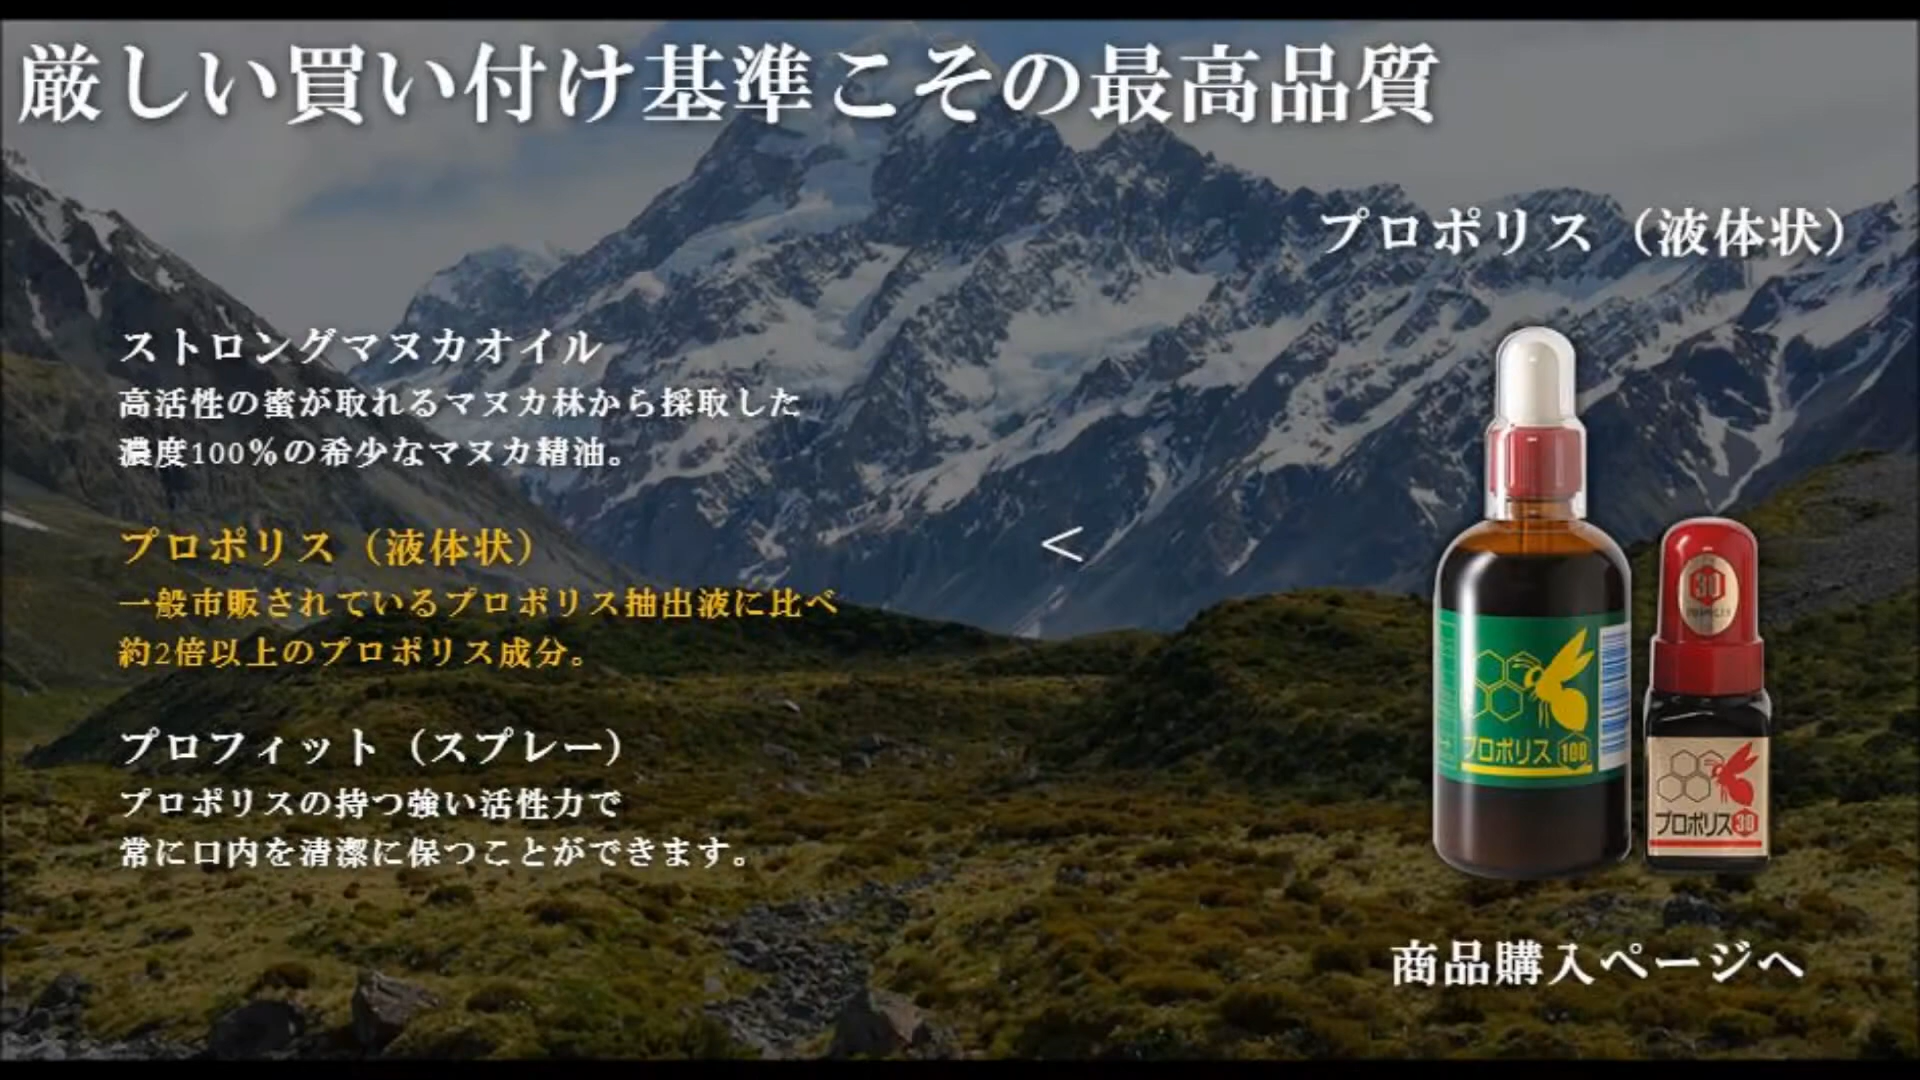 厳しい買い付け基準こその最高品質
プロポリス（液体状）
ストロングマヌカオイル
高活性の蜜が取れるマヌカ林から採取した
濃度100%の希少なマヌカ精油。
プロポリス（液体状）
一般市販されているプロポリス抽出液に比べ
約2倍以上のプロポリス成分。
プロフィット（スプレー）
プロポリスの持つ強い活性力で
常に口内を清潔に保つことができます。
<
30
プロポリス 100
プロポリス 30
商品購入ページへ